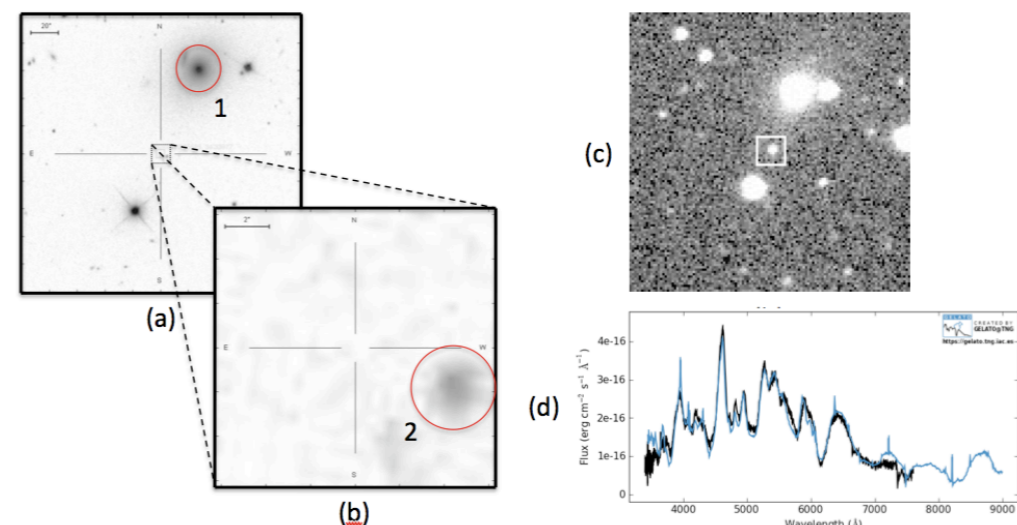 20"
N
1
E
W
S
(a)
2"
N
E
W
2
S
(b)
(c)
(d)
CREATED BY
GELATO@TNG
https://gelato.tng.iac.es
4e-16
3e-16
2e-16
1e-16
0
Flux (erg cm⁻² s⁻¹ Å⁻¹)
4000
5000
6000
7000
8000
9000
Wavelength (Å)